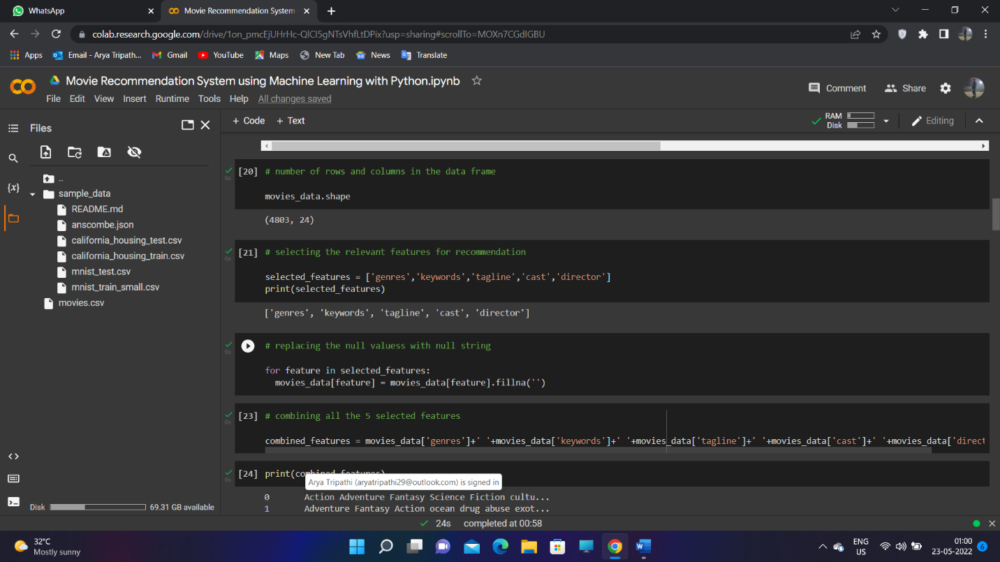 WhatsApp
Movie Recommendation System
colab.research.google.com/drive/1on_pmcEjUHrHc-QlCI5gNTsVhfLtDPix?usp=sharing#scrollTo=MOXn7CGdIGBU
Apps Email - Arya Tripath... Gmail YouTube Maps New Tab News Translate
Movie Recommendation System using Machine Learning with Python.ipynb
File Edit View Insert Runtime Tools Help All changes saved
Comment Share
Files
+ Code + Text
RAM
Disk
Editing
..
sample_data
README.md
anscombe.json
california_housing_test.csv
california_housing_train.csv
mnist_test.csv
mnist_train_small.csv
movies.csv
{x}
Disk 69.31 GB available
[20] # number of rows and columns in the data frame
0s
movies_data.shape
(4803, 24)
[21] # selecting the relevant features for recommendation
0s
selected_features = ['genres','keywords','tagline','cast','director']
print(selected_features)
['genres', 'keywords', 'tagline', 'cast', 'director']
# replacing the null valuess with null string
0s
for feature in selected_features:
movies_data[feature] = movies_data[feature].fillna('')
[23] # combining all the 5 selected features
0s
combined_features = movies_data['genres']+' '+movies_data['keywords']+' '+movies_data['tagline']+' '+movies_data['cast']+' '+movies_data['direct
[24] print(combined_features)
0s
Arya Tripathi (aryatripathi29@outlook.com) is signed in
0 Action Adventure Fantasy Science Fiction cultu...
1 Adventure Fantasy Action ocean drug abuse exot...
24s completed at 00:58
32°C
Mostly sunny
ENG
US
01:00
23-05-2022
6